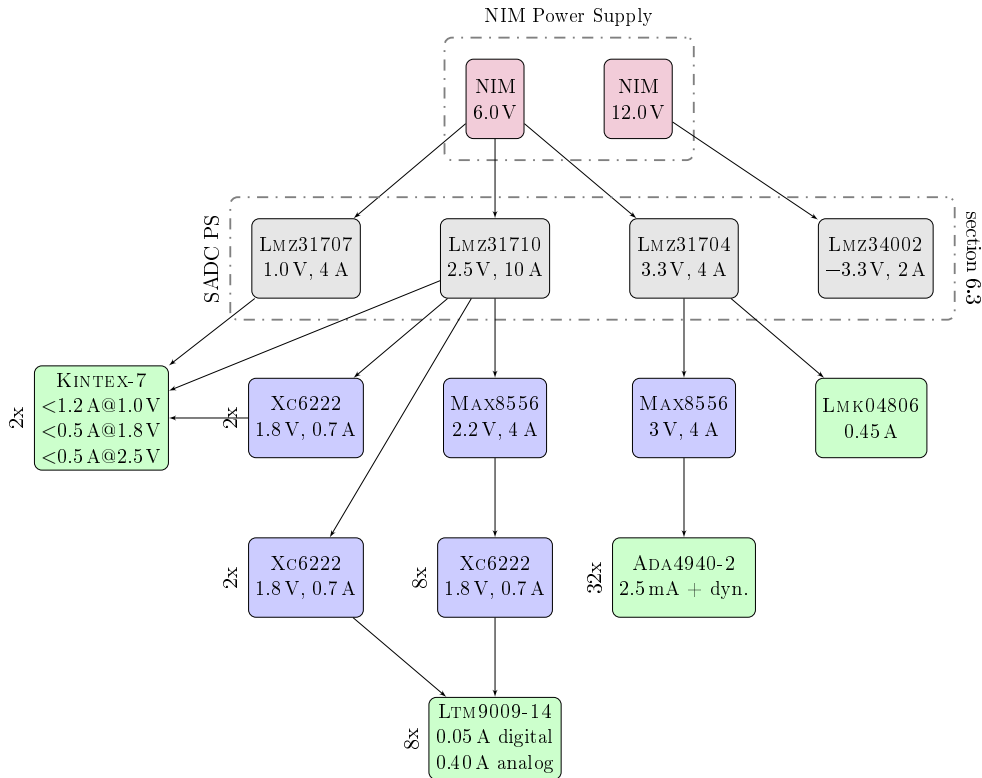 NIM Power Supply
NIM
6.0 V
NIM
12.0 V
SADC PS
LMZ31707
1.0 V, 4 A
LMZ31710
2.5 V, 10 A
LMZ31704
3.3 V, 4 A
LMZ34002
−3.3 V, 2 A
section 6.3
2x
KINTEX-7
<1.2 A@1.0 V
<0.5 A@1.8 V
<0.5 A@2.5 V
2x
XC6222
1.8 V, 0.7 A
MAX8556
2.2 V, 4 A
MAX8556
3 V, 4 A
LMK04806
0.45 A
2x
XC6222
1.8 V, 0.7 A
8x
XC6222
1.8 V, 0.7 A
32x
ADA4940-2
2.5 mA + dyn.
8x
LTM9009-14
0.05 A digital
0.40 A analog